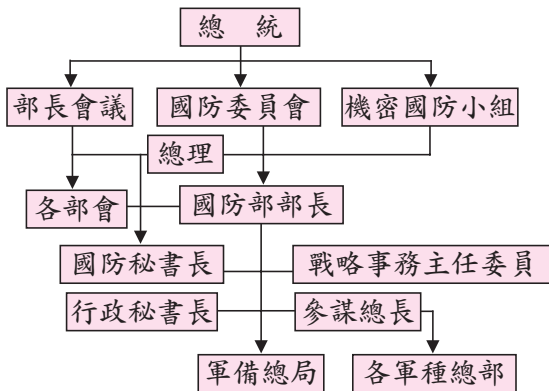 總 統
部長會議
國防委員會
機密國防小組
總理
各部會
國防部部長
國防秘書長
戰略事務主任委員
行政秘書長
參謀總長
軍備總局
各軍種總部